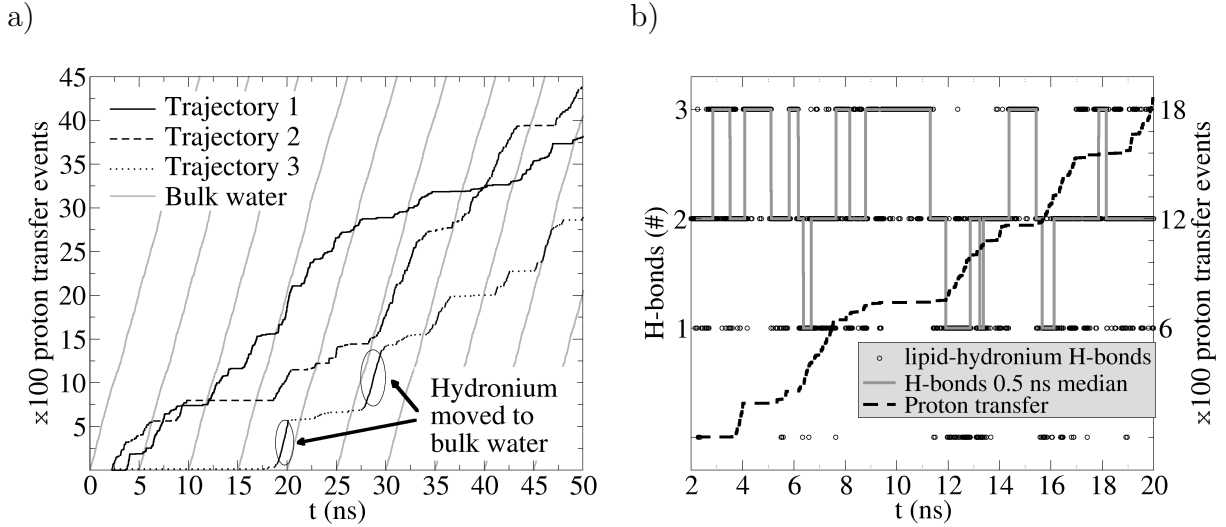 a)
b)
45
40
35
30
25
20
15
10
5
x100 proton transfer events
Trajectory 1
Trajectory 2
Trajectory 3
Bulk water
Hydronium
moved to
bulk water
0 5 10 15 20 25 30 35 40 45 50
t (ns)
3
2
1
H-bonds (#)
18
12
6
x100 proton transfer events
lipid-hydronium H-bonds
H-bonds 0.5 ns median
Proton transfer
2 4 6 8 10 12 14 16 18 20
t (ns)